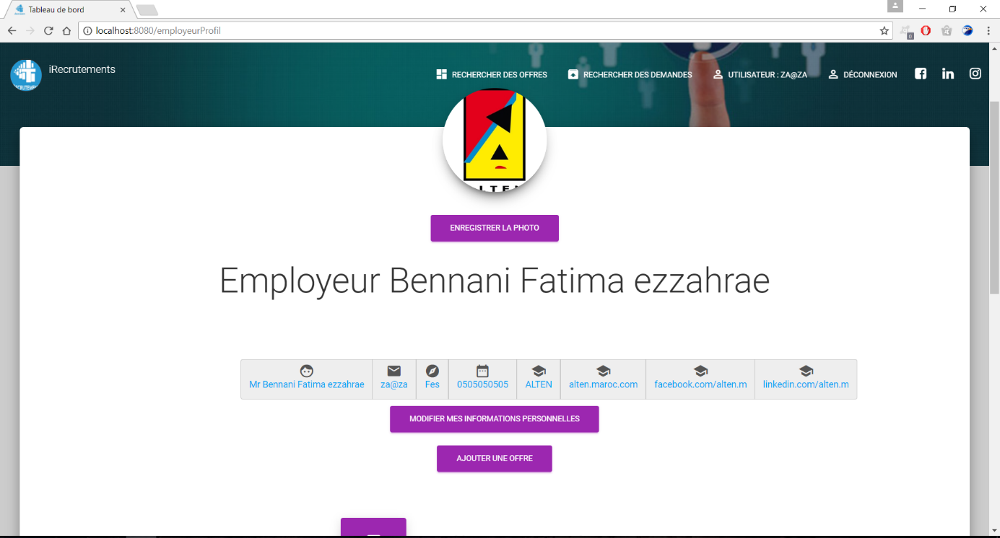 Tableau de bord
localhost:8080/employeurProfil
0
iRecrutements
RECHERCHER DES OFFRES
RECHERCHER DES DEMANDES
UTILISATEUR : ZA@ZA
DÉCONNEXION
ENREGISTRER LA PHOTO
Employeur Bennani Fatima ezzahrae
Mr Bennani Fatima ezzahrae
za@za
Fes
0505050505
ALTEN
alten.maroc.com
facebook.com/alten.m
linkedin.com/alten.m
MODIFIER MES INFORMATIONS PERSONNELLES
AJOUTER UNE OFFRE